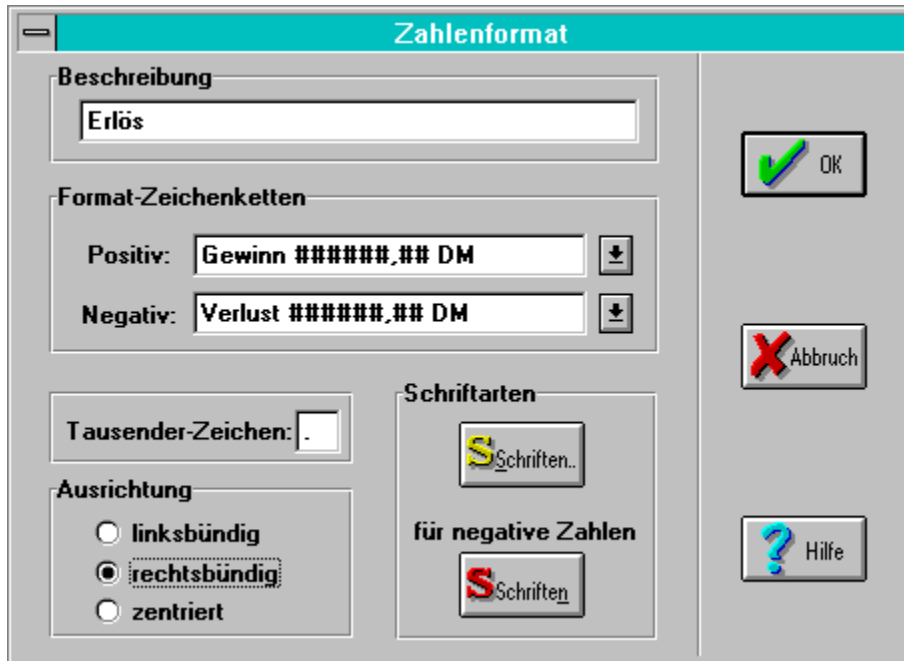 Zahlenformat
Beschreibung
Erlös
OK
Format-Zeichenketten
Positiv: Gewinn ######,## DM
Negativ: Verlust ######,## DM
Abbruch
Tausender-Zeichen: .
Schriftarten
Schriften..
Ausrichtung
linksbündig
rechtsbündig
zentriert
für negative Zahlen
Schriften
Hilfe